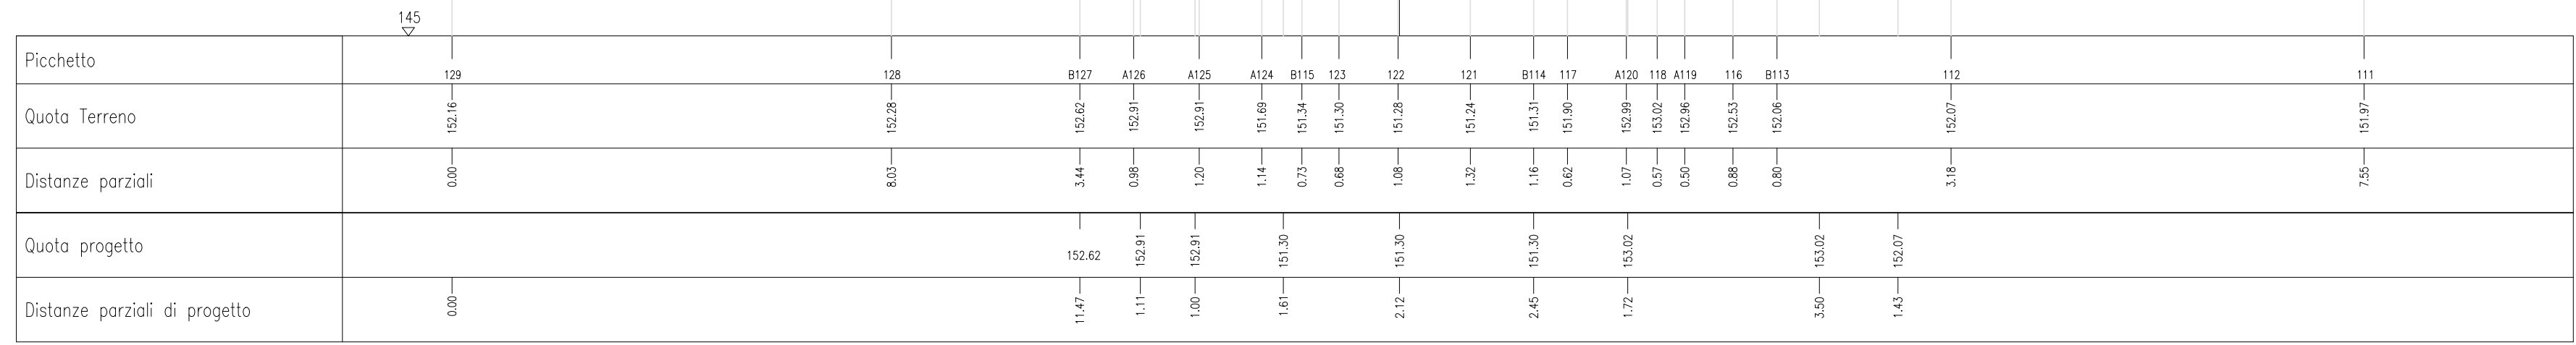 145
Picchetto 129 128 B127 A126 A125 A124 B115 123 122 121 B114 117 A120 118 A119 116 B113 112 111
Quota Terreno 152.16 152.28 152.62 152.91 152.91 151.69 151.34 151.30 151.28 151.24 151.31 151.90 152.99 153.02 152.96 152.53 152.06 152.07 151.97
Distanze parziali 0.00 8.03 3.44 0.98 1.20 1.14 0.73 0.68 1.08 1.32 1.16 0.62 1.07 0.57 0.50 0.88 0.80 3.18 7.55
Quota progetto 152.62 152.91 152.91 151.30 151.30 151.30 153.02 153.02 152.07
Distanze parziali di progetto 0.00 11.47 1.11 1.00 1.61 2.12 2.45 1.72 3.50 1.43